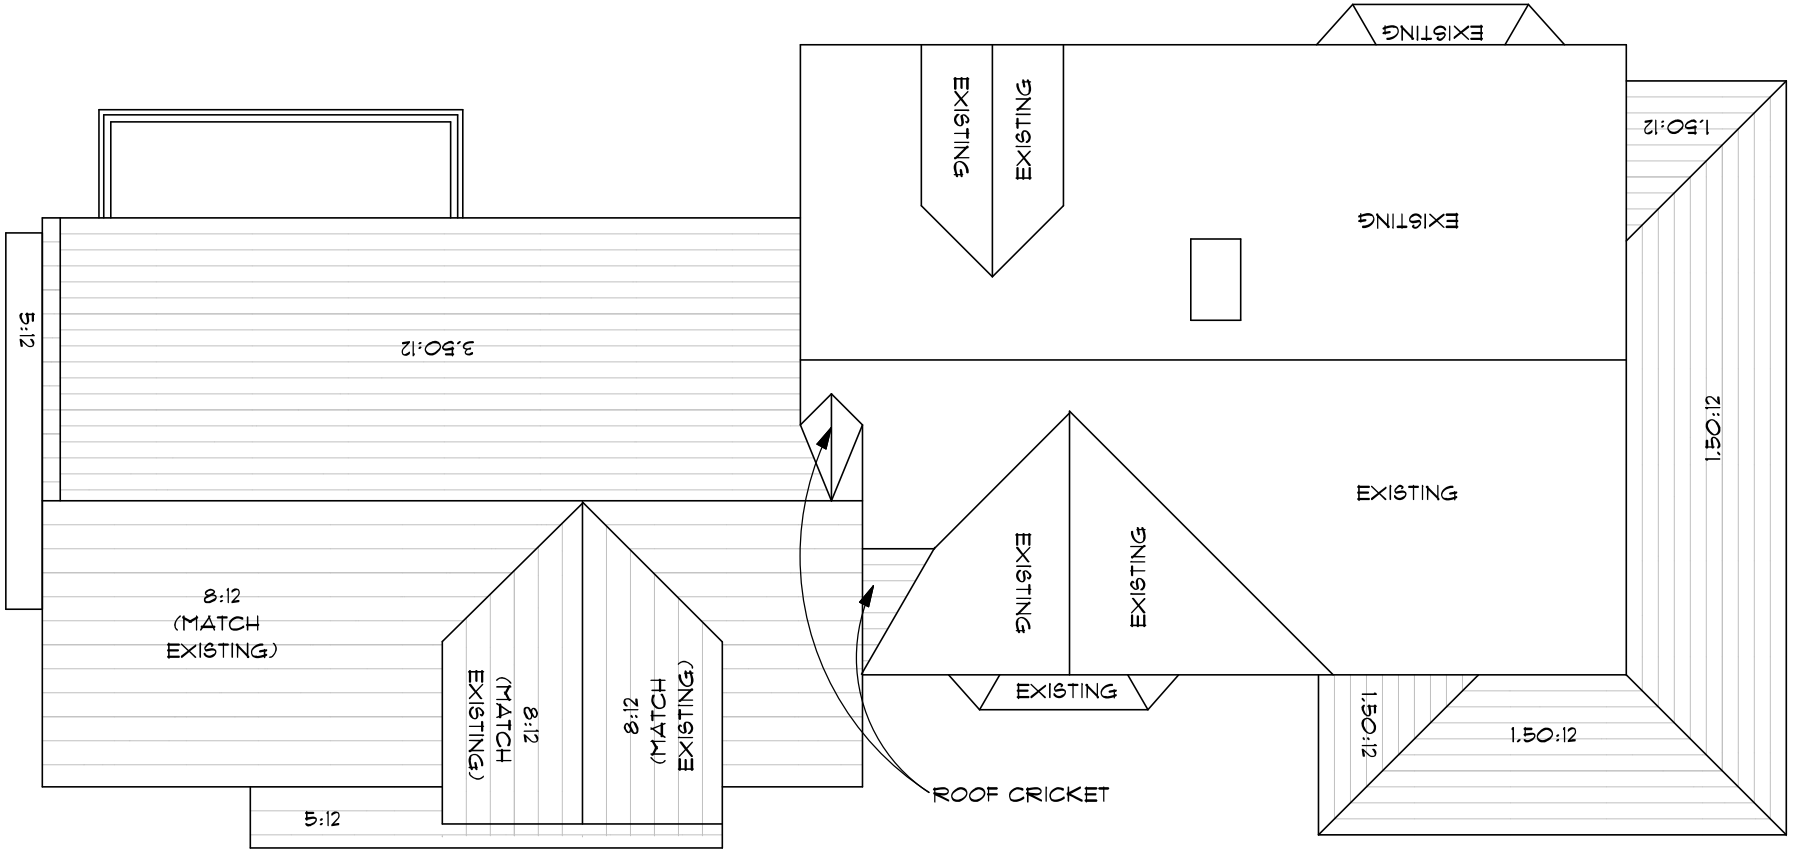 EXISTING
EXISTING
EXISTING
1.50:12
EXISTING
5:12
3.50:12
1.50:12
EXISTING
EXISTING
EXISTING
8:12
(MATCH
EXISTING)
8:12
(MATCH
EXISTING)
8:12
(MATCH
EXISTING)
EXISTING
1.50:12
1.50:12
ROOF CRICKET
5:12